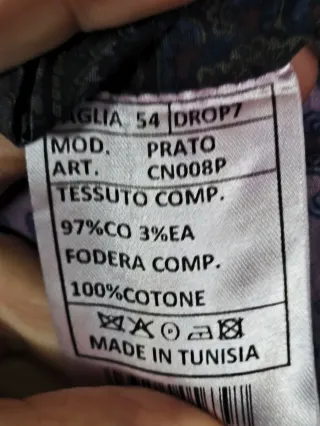 AGLIA 54 DROP7
MOD. PRATO
ART. CN008P
TESSUTO COMP.
97%CO 3%EA
FODERA COMP.
100%COTONE
MADE IN TUNISIA